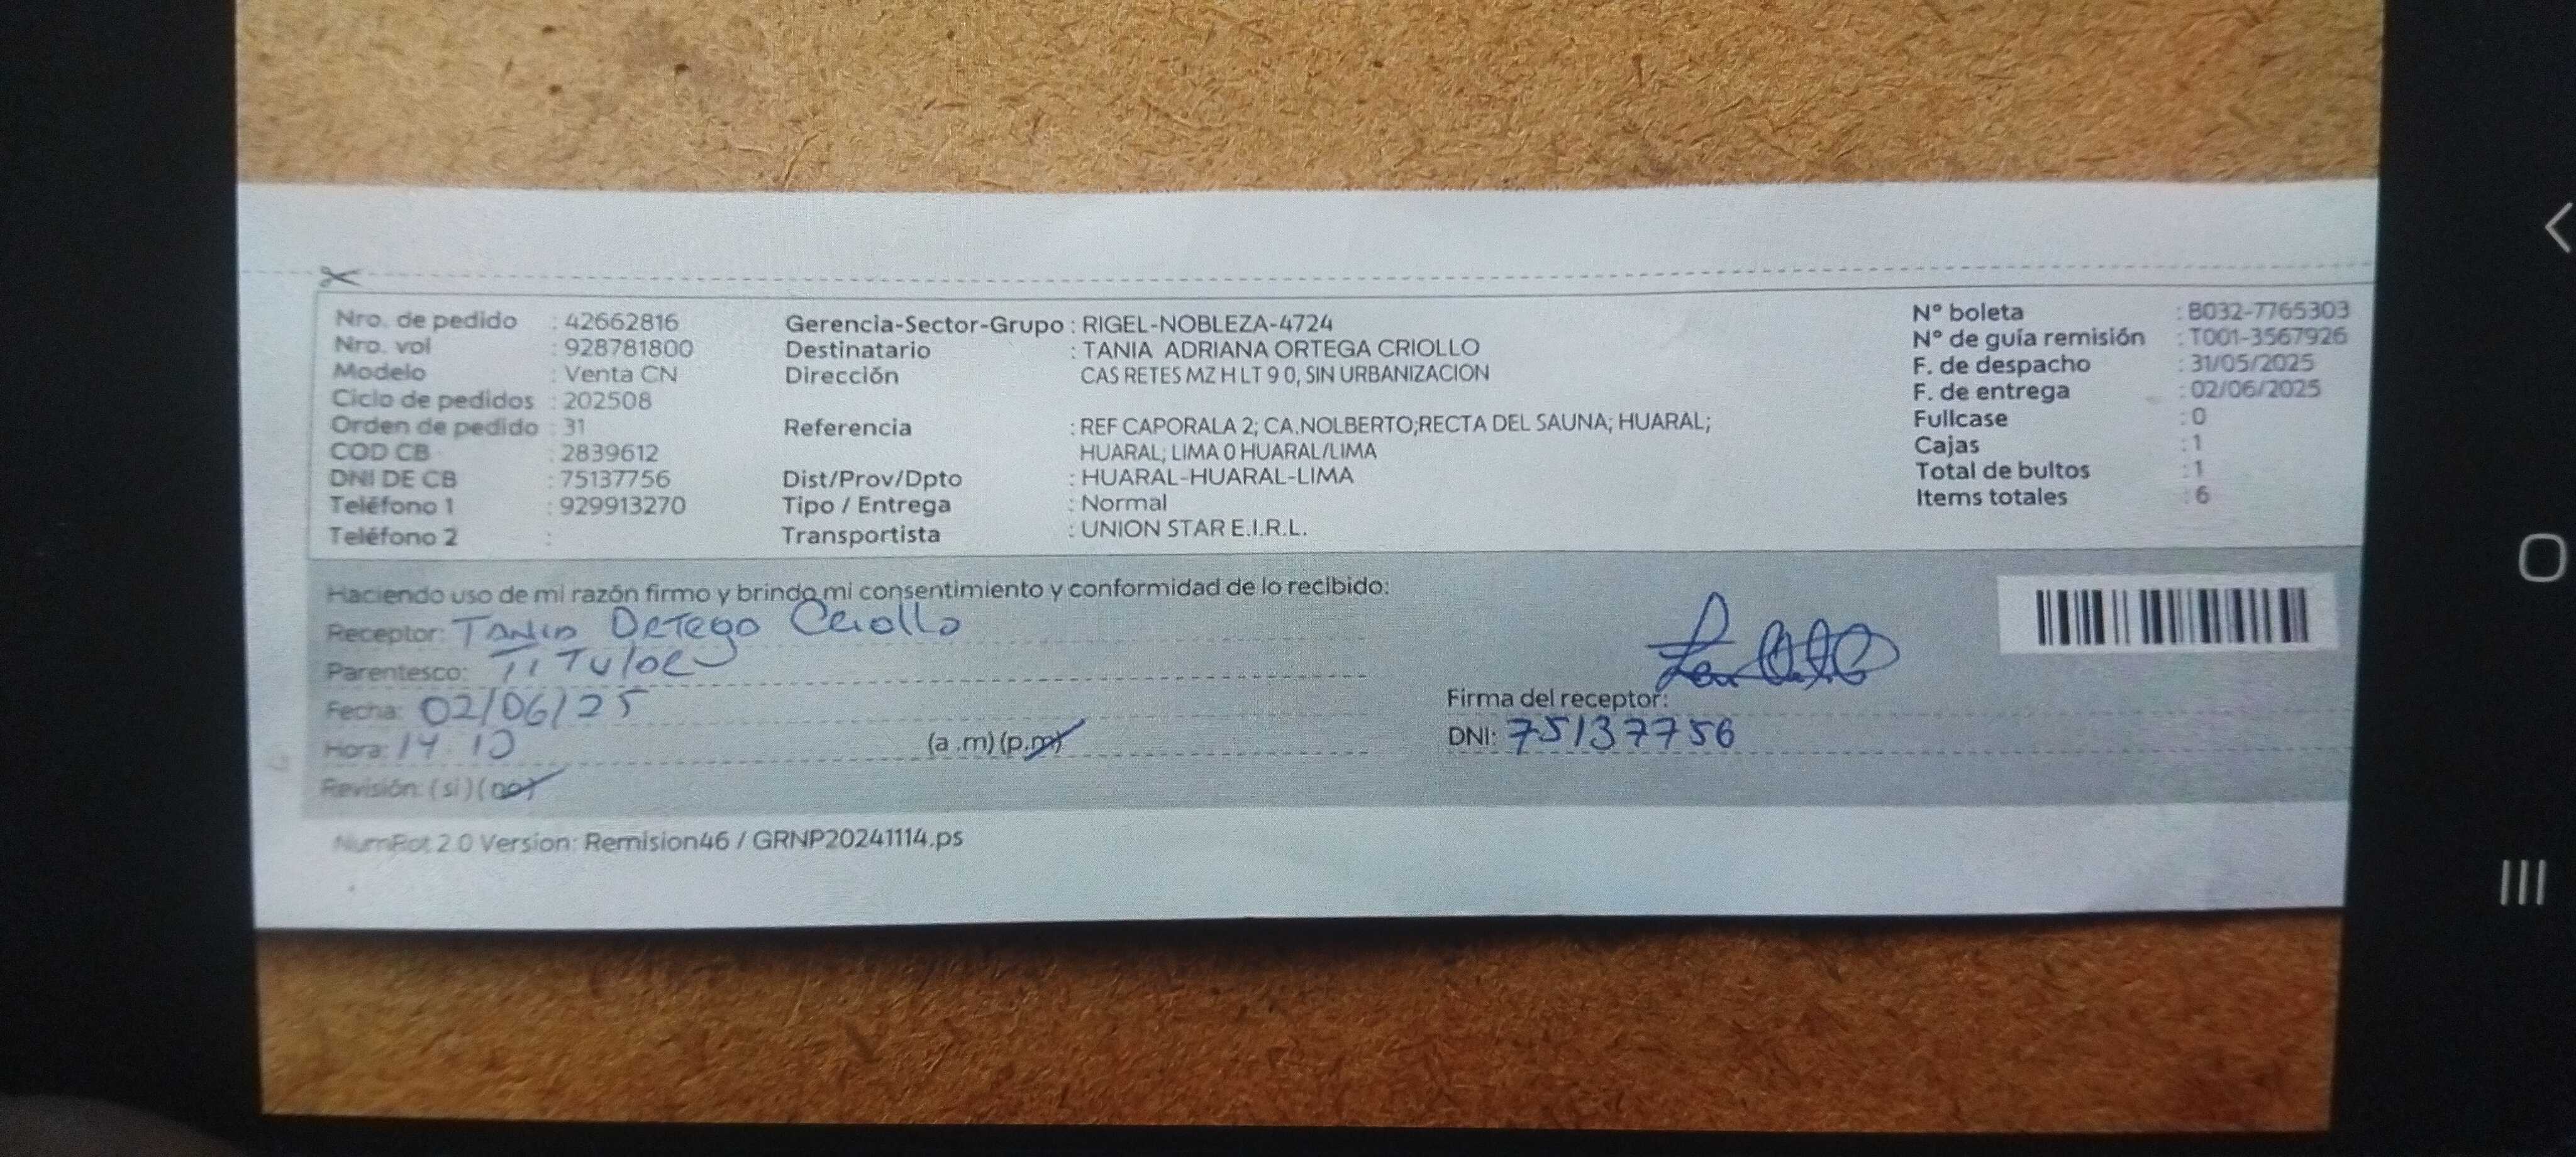 Nro. de pedido : 42662816
Nro. vol : 928781800
Modelo : Venta CN
Ciclo de pedidos : 202508
Orden de pedido : 31
COD CB : 2839612
DNI DE CB : 75137756
Teléfono 1 : 929913270
Teléfono 2 :
Gerencia-Sector-Grupo : RIGEL-NOBLEZA-4724
Destinatario : TANIA ADRIANA ORTEGA CRIOLLO
Dirección CAS RETES MZ H LT 9 0, SIN URBANIZACION
Referencia : REF CAPORALA 2; CA.NOLBERTO;RECTA DEL SAUNA; HUARAL;
HUARAL; LIMA 0 HUARAL/LIMA
Dist/Prov/Dpto : HUARAL-HUARAL-LIMA
Tipo / Entrega : Normal
Transportista : UNION STAR E.I.R.L.
N° boleta : B032-7765303
N° de guía remisión : T001-3567926
F. de despacho : 31/05/2025
F. de entrega : 02/06/2025
Fullcase : 0
Cajas : 1
Total de bultos : 1
Items totales : 6
Haciendo uso de mi razón firmo y brindo mi consentimiento y conformidad de lo recibido:
Receptor: Tania Ortega Criollo
Parentesco: Titular
Fecha: 02/06/25
Hora: 14.10 (a .m) (p.m)
Revisión: (si) (no)
Firma del receptor:
DNI: 75137756
NumRot 2.0 Version: Remision46 / GRNP20241114.ps